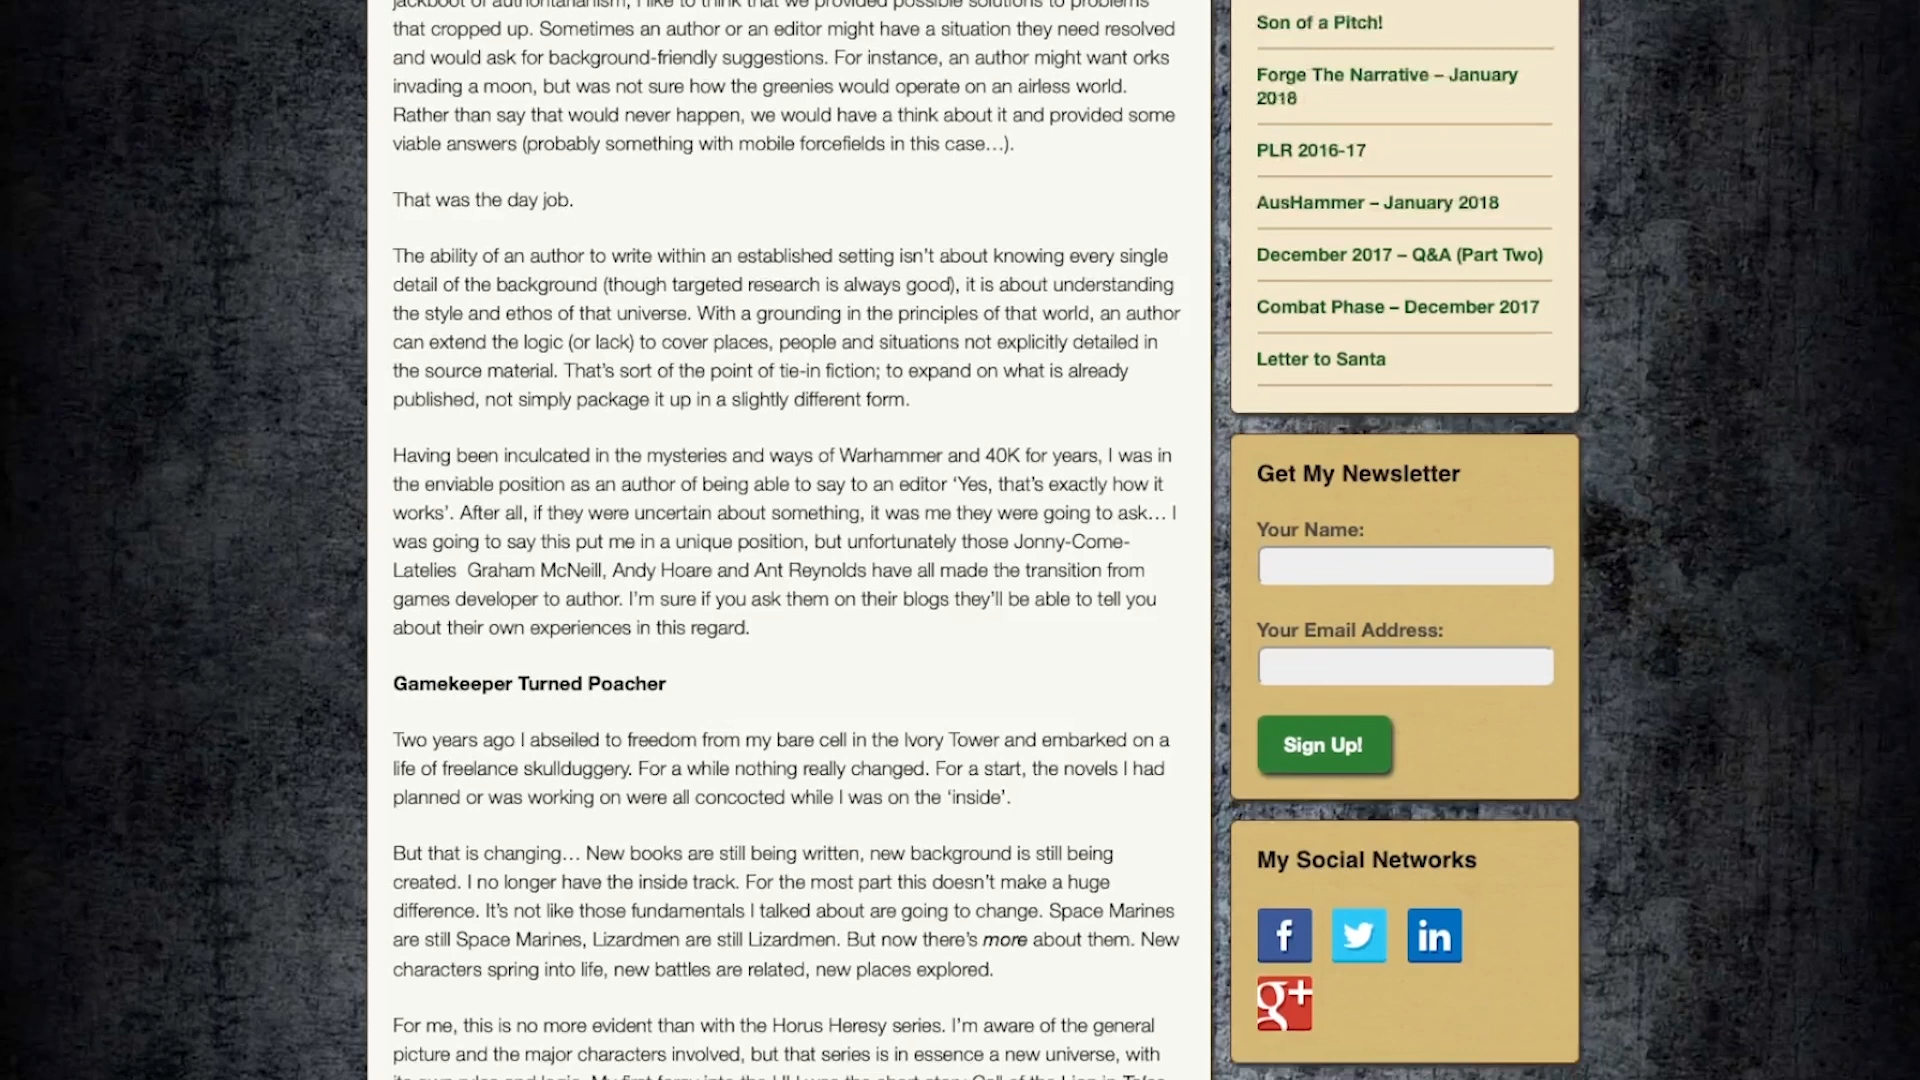 jackboot of authoritarianism, I like to think that we provided possible solutions to problems
that cropped up. Sometimes an author or an editor might have a situation they need resolved
and would ask for background-friendly suggestions. For instance, an author might want orks
invading a moon, but was not sure how the greenies would operate on an airless world.
Rather than say that would never happen, we would have a think about it and provided some
viable answers (probably something with mobile forcefields in this case…).
That was the day job.
The ability of an author to write within an established setting isn't about knowing every single
detail of the background (though targeted research is always good), it is about understanding
the style and ethos of that universe. With a grounding in the principles of that world, an author
can extend the logic (or lack) to cover places, people and situations not explicitly detailed in
the source material. That's sort of the point of tie-in fiction; to expand on what is already
published, not simply package it up in a slightly different form.
Having been inculcated in the mysteries and ways of Warhammer and 40K for years, I was in
the enviable position as an author of being able to say to an editor 'Yes, that's exactly how it
works'. After all, if they were uncertain about something, it was me they were going to ask… I
was going to say this put me in a unique position, but unfortunately those Jonny-Come-
Latelies Graham McNeill, Andy Hoare and Ant Reynolds have all made the transition from
games developer to author. I'm sure if you ask them on their blogs they'll be able to tell you
about their own experiences in this regard.
Gamekeeper Turned Poacher
Two years ago I abseiled to freedom from my bare cell in the Ivory Tower and embarked on a
life of freelance skullduggery. For a while nothing really changed. For a start, the novels I had
planned or was working on were all concocted while I was on the 'inside'.
But that is changing… New books are still being written, new background is still being
created. I no longer have the inside track. For the most part this doesn't make a huge
difference. It's not like those fundamentals I talked about are going to change. Space Marines
are still Space Marines, Lizardmen are still Lizardmen. But now there's more about them. New
characters spring into life, new battles are related, new places explored.
For me, this is no more evident than with the Horus Heresy series. I'm aware of the general
picture and the major characters involved, but that series is in essence a new universe, with
Son of a Pitch!
Forge The Narrative – January
2018
PLR 2016-17
AusHammer – January 2018
December 2017 – Q&A (Part Two)
Combat Phase – December 2017
Letter to Santa
Get My Newsletter
Your Name:
Your Email Address:
Sign Up!
My Social Networks
f
in
g+